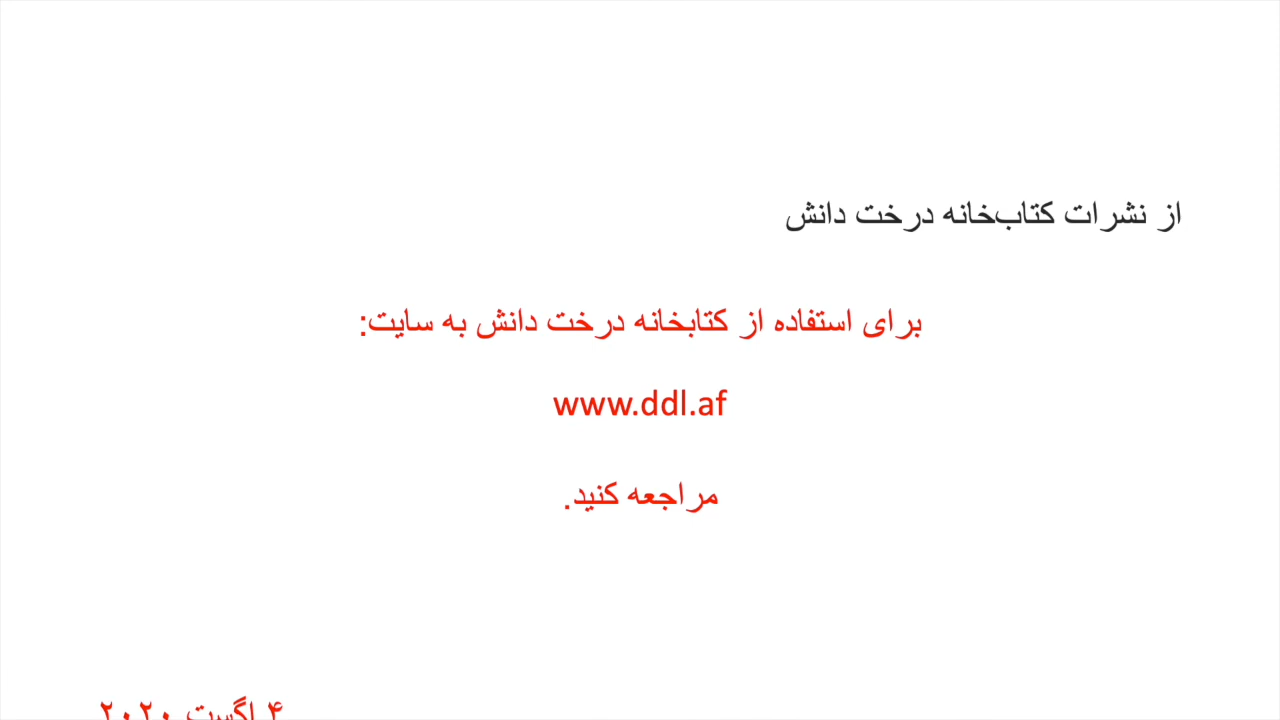 از نشرات کتاب‌خانه درخت دانش
برای استفاده از کتابخانه درخت دانش به سایت:
www.ddl.af
مراجعه کنید.
۴ اگست ۲۰۲۰